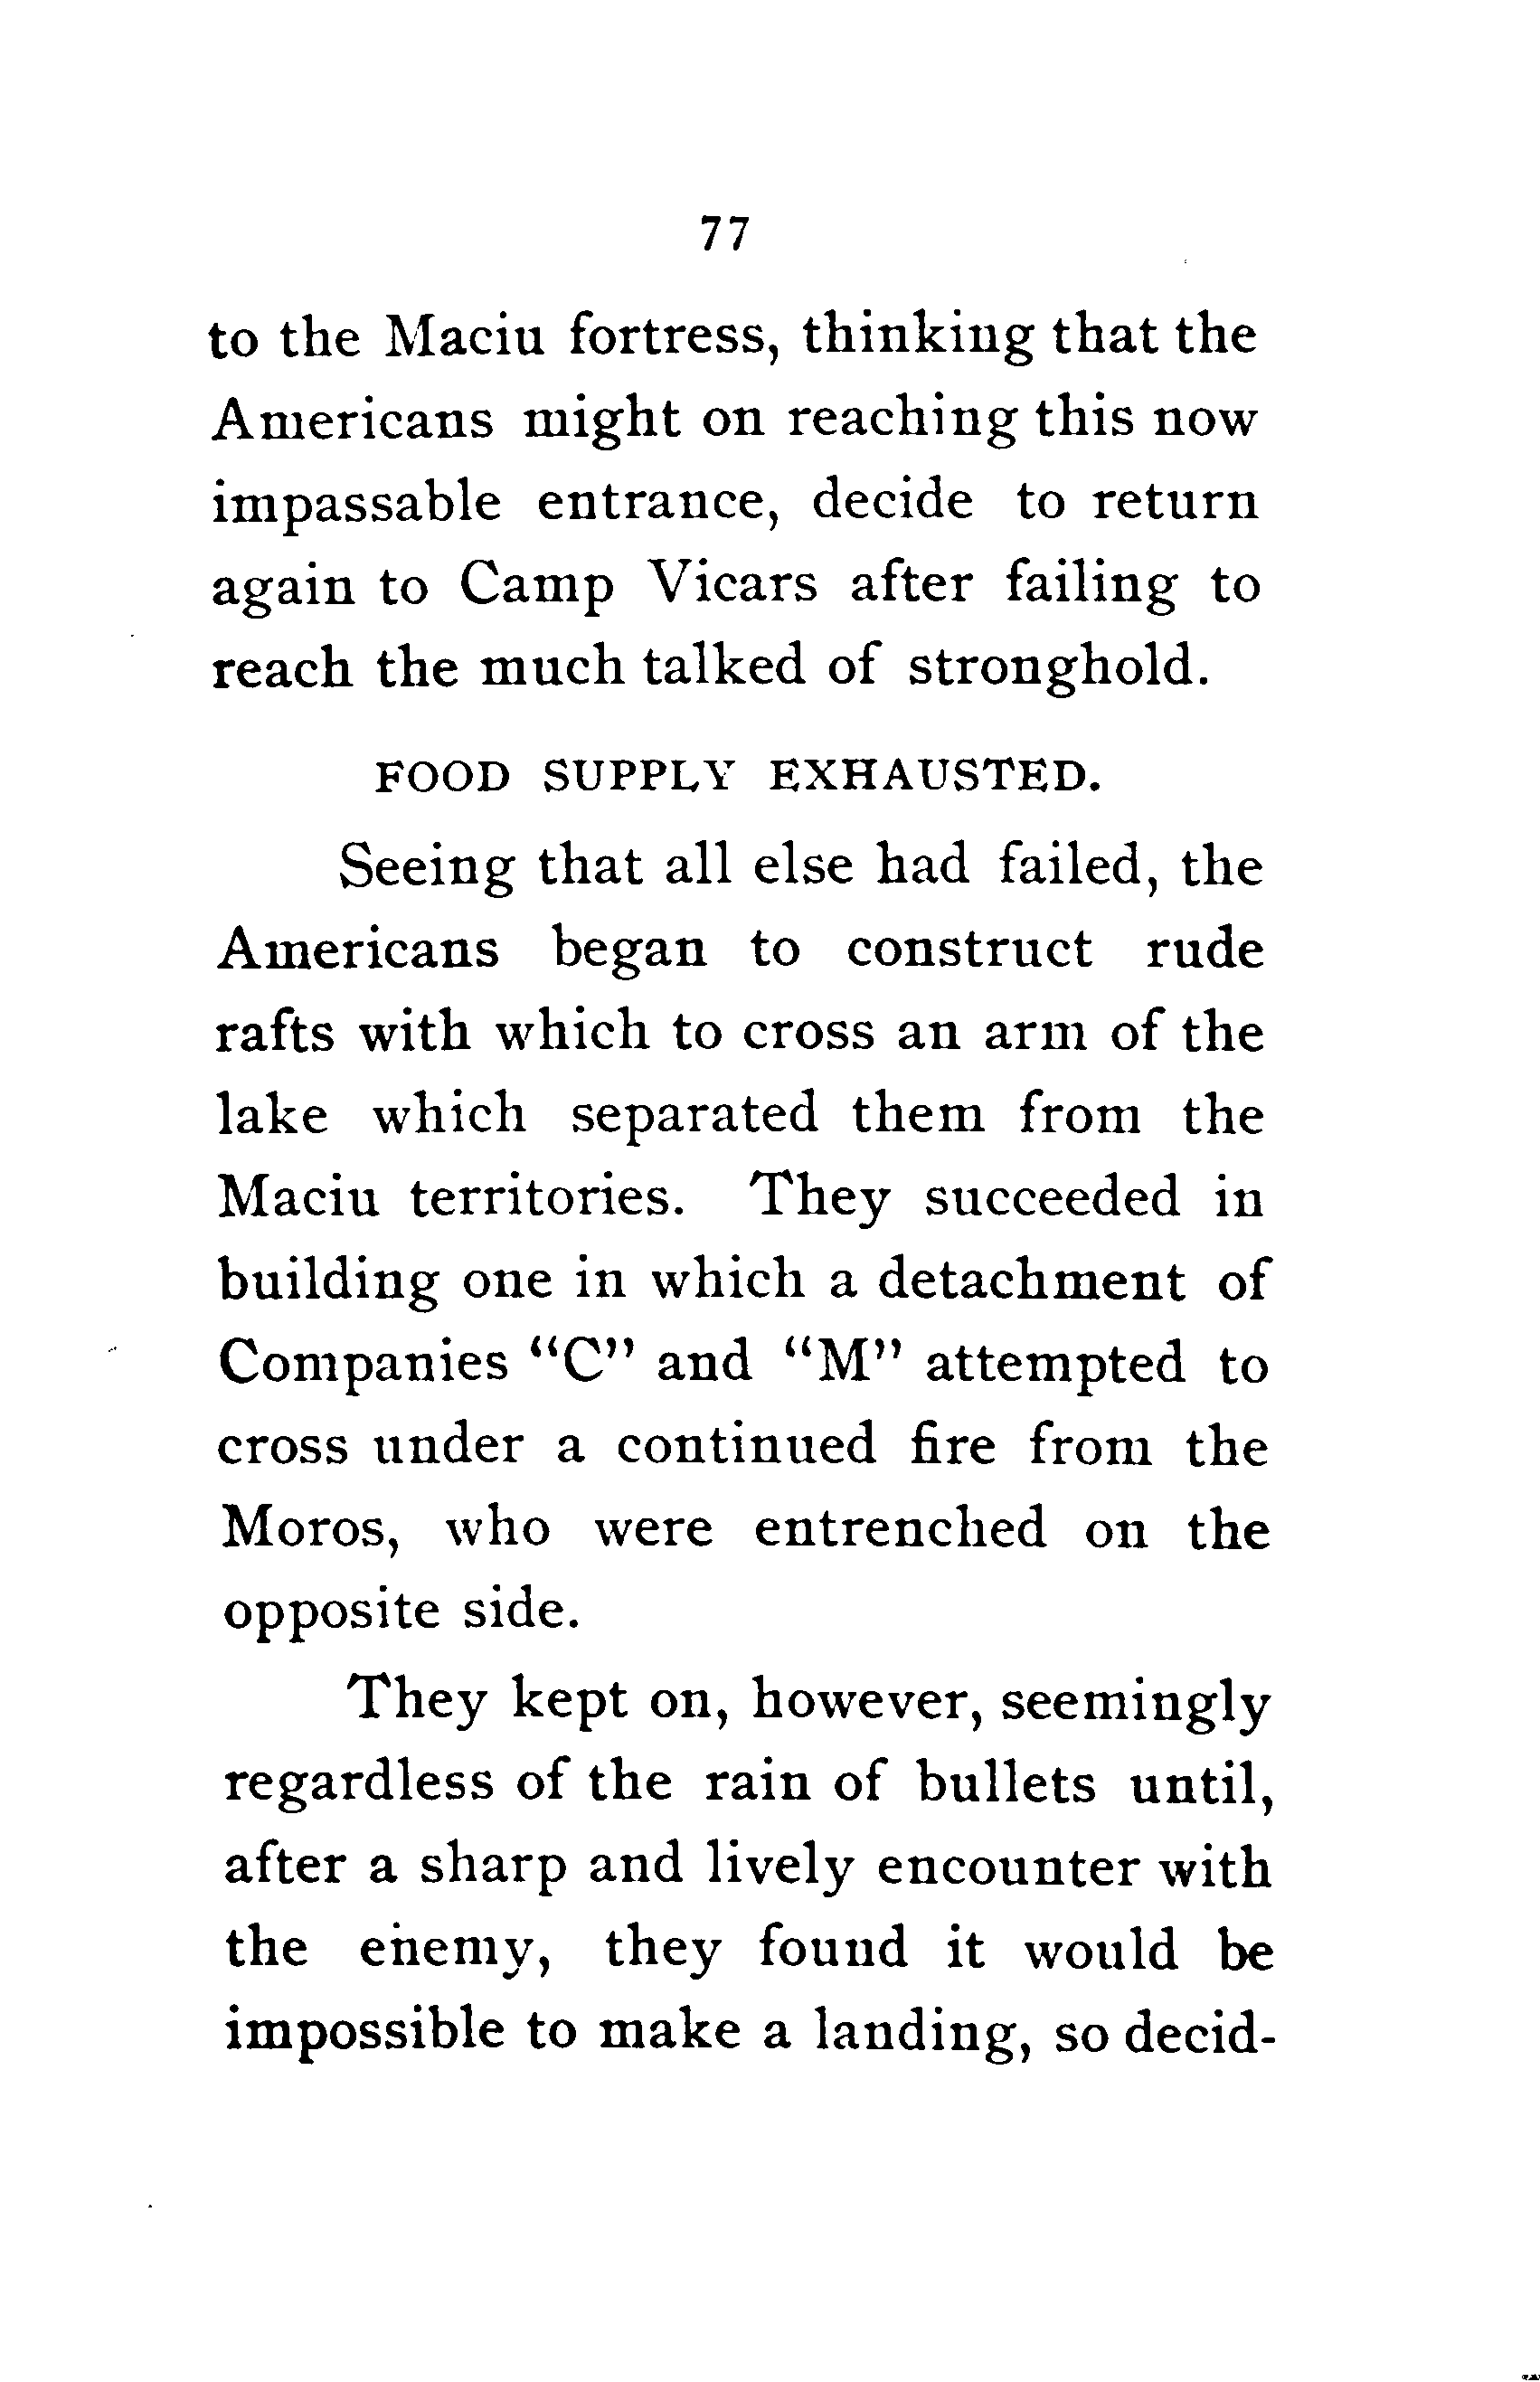 77
to the Maciu fortress, thinking that the
Americans might on reaching this now
impassable entrance, decide to return
again to Camp Vicars after failing to
reach the much talked of stronghold.
FOOD SUPPLY EXHAUSTED.
Seeing that all else had failed, the
Americans began to construct rude
rafts with which to cross an arm of the
lake which separated them from the
Maciu territories. They succeeded in
building one in which a detachment of
Companies “C” and “M” attempted to
cross under a continued fire from the
Moros, who were entrenched on the
opposite side.
They kept on, however, seemingly
regardless of the rain of bullets until,
after a sharp and lively encounter with
the enemy, they found it would be
impossible to make a landing, so decid-